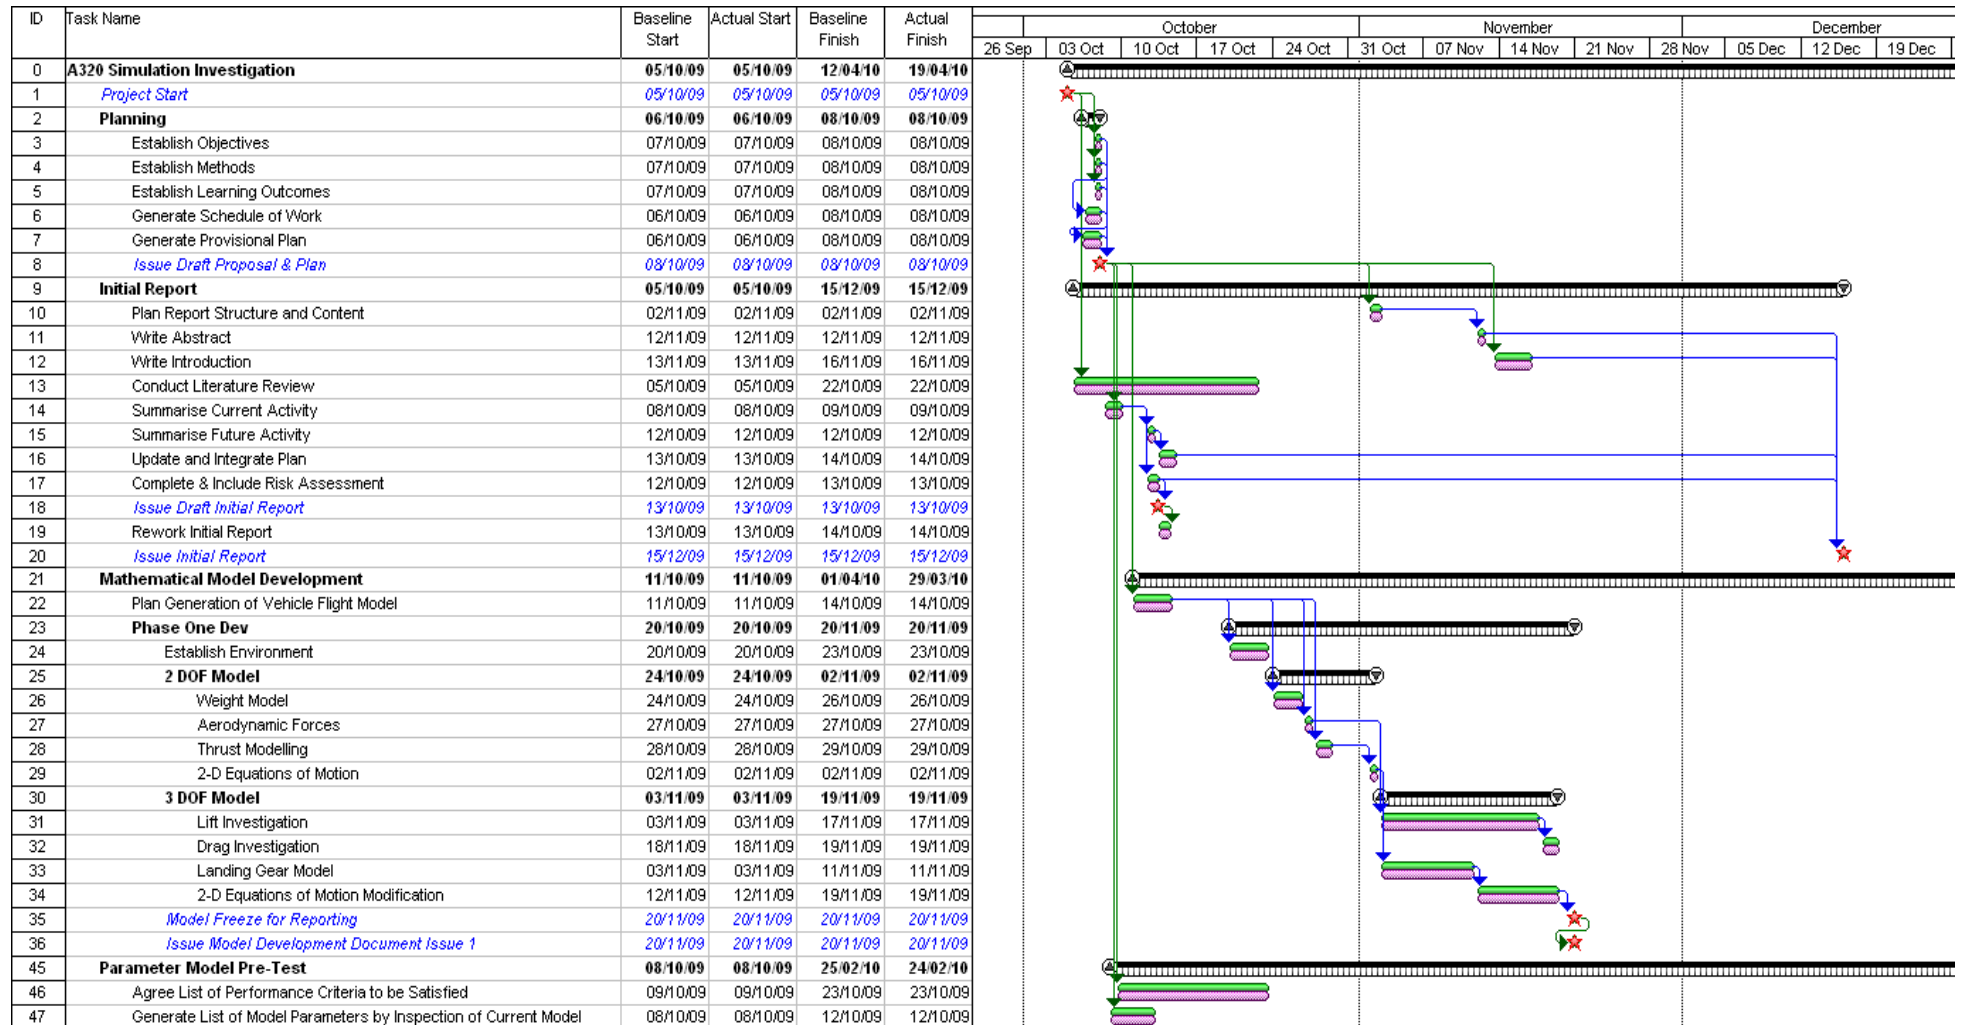 ID Task Name Baseline Start Actual Start Baseline Finish Actual Finish
October November December
26 Sep 03 Oct 10 Oct 17 Oct 24 Oct 31 Oct 07 Nov 14 Nov 21 Nov 28 Nov 05 Dec 12 Dec 19 Dec
0 A320 Simulation Investigation 05/10/09 05/10/09 12/04/10 19/04/10
1 Project Start 05/10/09 05/10/09 05/10/09 05/10/09
2 Planning 06/10/09 06/10/09 08/10/09 08/10/09
3 Establish Objectives 07/10/09 07/10/09 08/10/09 08/10/09
4 Establish Methods 07/10/09 07/10/09 08/10/09 08/10/09
5 Establish Learning Outcomes 07/10/09 07/10/09 08/10/09 08/10/09
6 Generate Schedule of Work 06/10/09 06/10/09 08/10/09 08/10/09
7 Generate Provisional Plan 06/10/09 06/10/09 08/10/09 08/10/09
8 Issue Draft Proposal & Plan 08/10/09 08/10/09 08/10/09 08/10/09
9 Initial Report 05/10/09 05/10/09 15/12/09 15/12/09
10 Plan Report Structure and Content 02/11/09 02/11/09 02/11/09 02/11/09
11 Write Abstract 12/11/09 12/11/09 12/11/09 12/11/09
12 Write Introduction 13/11/09 13/11/09 16/11/09 16/11/09
13 Conduct Literature Review 05/10/09 05/10/09 22/10/09 22/10/09
14 Summarise Current Activity 08/10/09 08/10/09 09/10/09 09/10/09
15 Summarise Future Activity 12/10/09 12/10/09 12/10/09 12/10/09
16 Update and Integrate Plan 13/10/09 13/10/09 14/10/09 14/10/09
17 Complete & Include Risk Assessment 12/10/09 12/10/09 13/10/09 13/10/09
18 Issue Draft Initial Report 13/10/09 13/10/09 13/10/09 13/10/09
19 Rework Initial Report 13/10/09 13/10/09 14/10/09 14/10/09
20 Issue Initial Report 15/12/09 15/12/09 15/12/09 15/12/09
21 Mathematical Model Development 11/10/09 11/10/09 01/04/10 29/03/10
22 Plan Generation of Vehicle Flight Model 11/10/09 11/10/09 14/10/09 14/10/09
23 Phase One Dev 20/10/09 20/10/09 20/11/09 20/11/09
24 Establish Environment 20/10/09 20/10/09 23/10/09 23/10/09
25 2 DOF Model 24/10/09 24/10/09 02/11/09 02/11/09
26 Weight Model 24/10/09 24/10/09 26/10/09 26/10/09
27 Aerodynamic Forces 27/10/09 27/10/09 27/10/09 27/10/09
28 Thrust Modelling 28/10/09 28/10/09 29/10/09 29/10/09
29 2-D Equations of Motion 02/11/09 02/11/09 02/11/09 02/11/09
30 3 DOF Model 03/11/09 03/11/09 19/11/09 19/11/09
31 Lift Investigation 03/11/09 03/11/09 17/11/09 17/11/09
32 Drag Investigation 18/11/09 18/11/09 19/11/09 19/11/09
33 Landing Gear Model 03/11/09 03/11/09 11/11/09 11/11/09
34 2-D Equations of Motion Modification 12/11/09 12/11/09 19/11/09 19/11/09
35 Model Freeze for Reporting 20/11/09 20/11/09 20/11/09 20/11/09
36 Issue Model Development Document Issue 1 20/11/09 20/11/09 20/11/09 20/11/09
45 Parameter Model Pre-Test 08/10/09 08/10/09 25/02/10 24/02/10
46 Agree List of Performance Criteria to be Satisfied 09/10/09 09/10/09 23/10/09 23/10/09
47 Generate List of Model Parameters by Inspection of Current Model 08/10/09 08/10/09 12/10/09 12/10/09